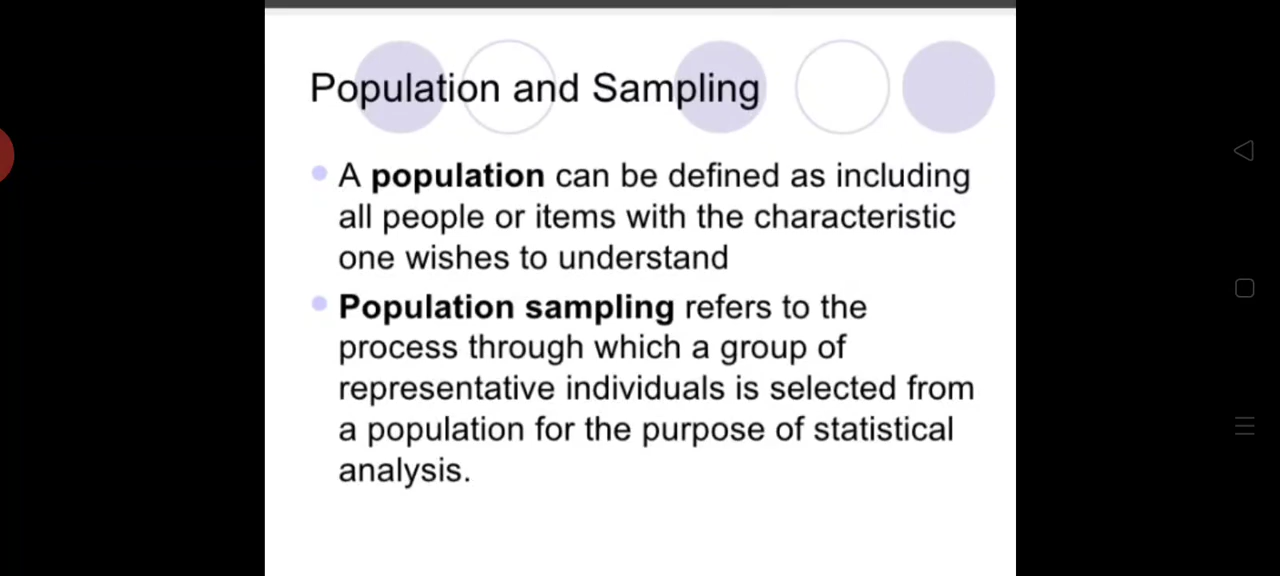 Population and Sampling
A population can be defined as including
all people or items with the characteristic
one wishes to understand
Population sampling refers to the
process through which a group of
representative individuals is selected from
a population for the purpose of statistical
analysis.